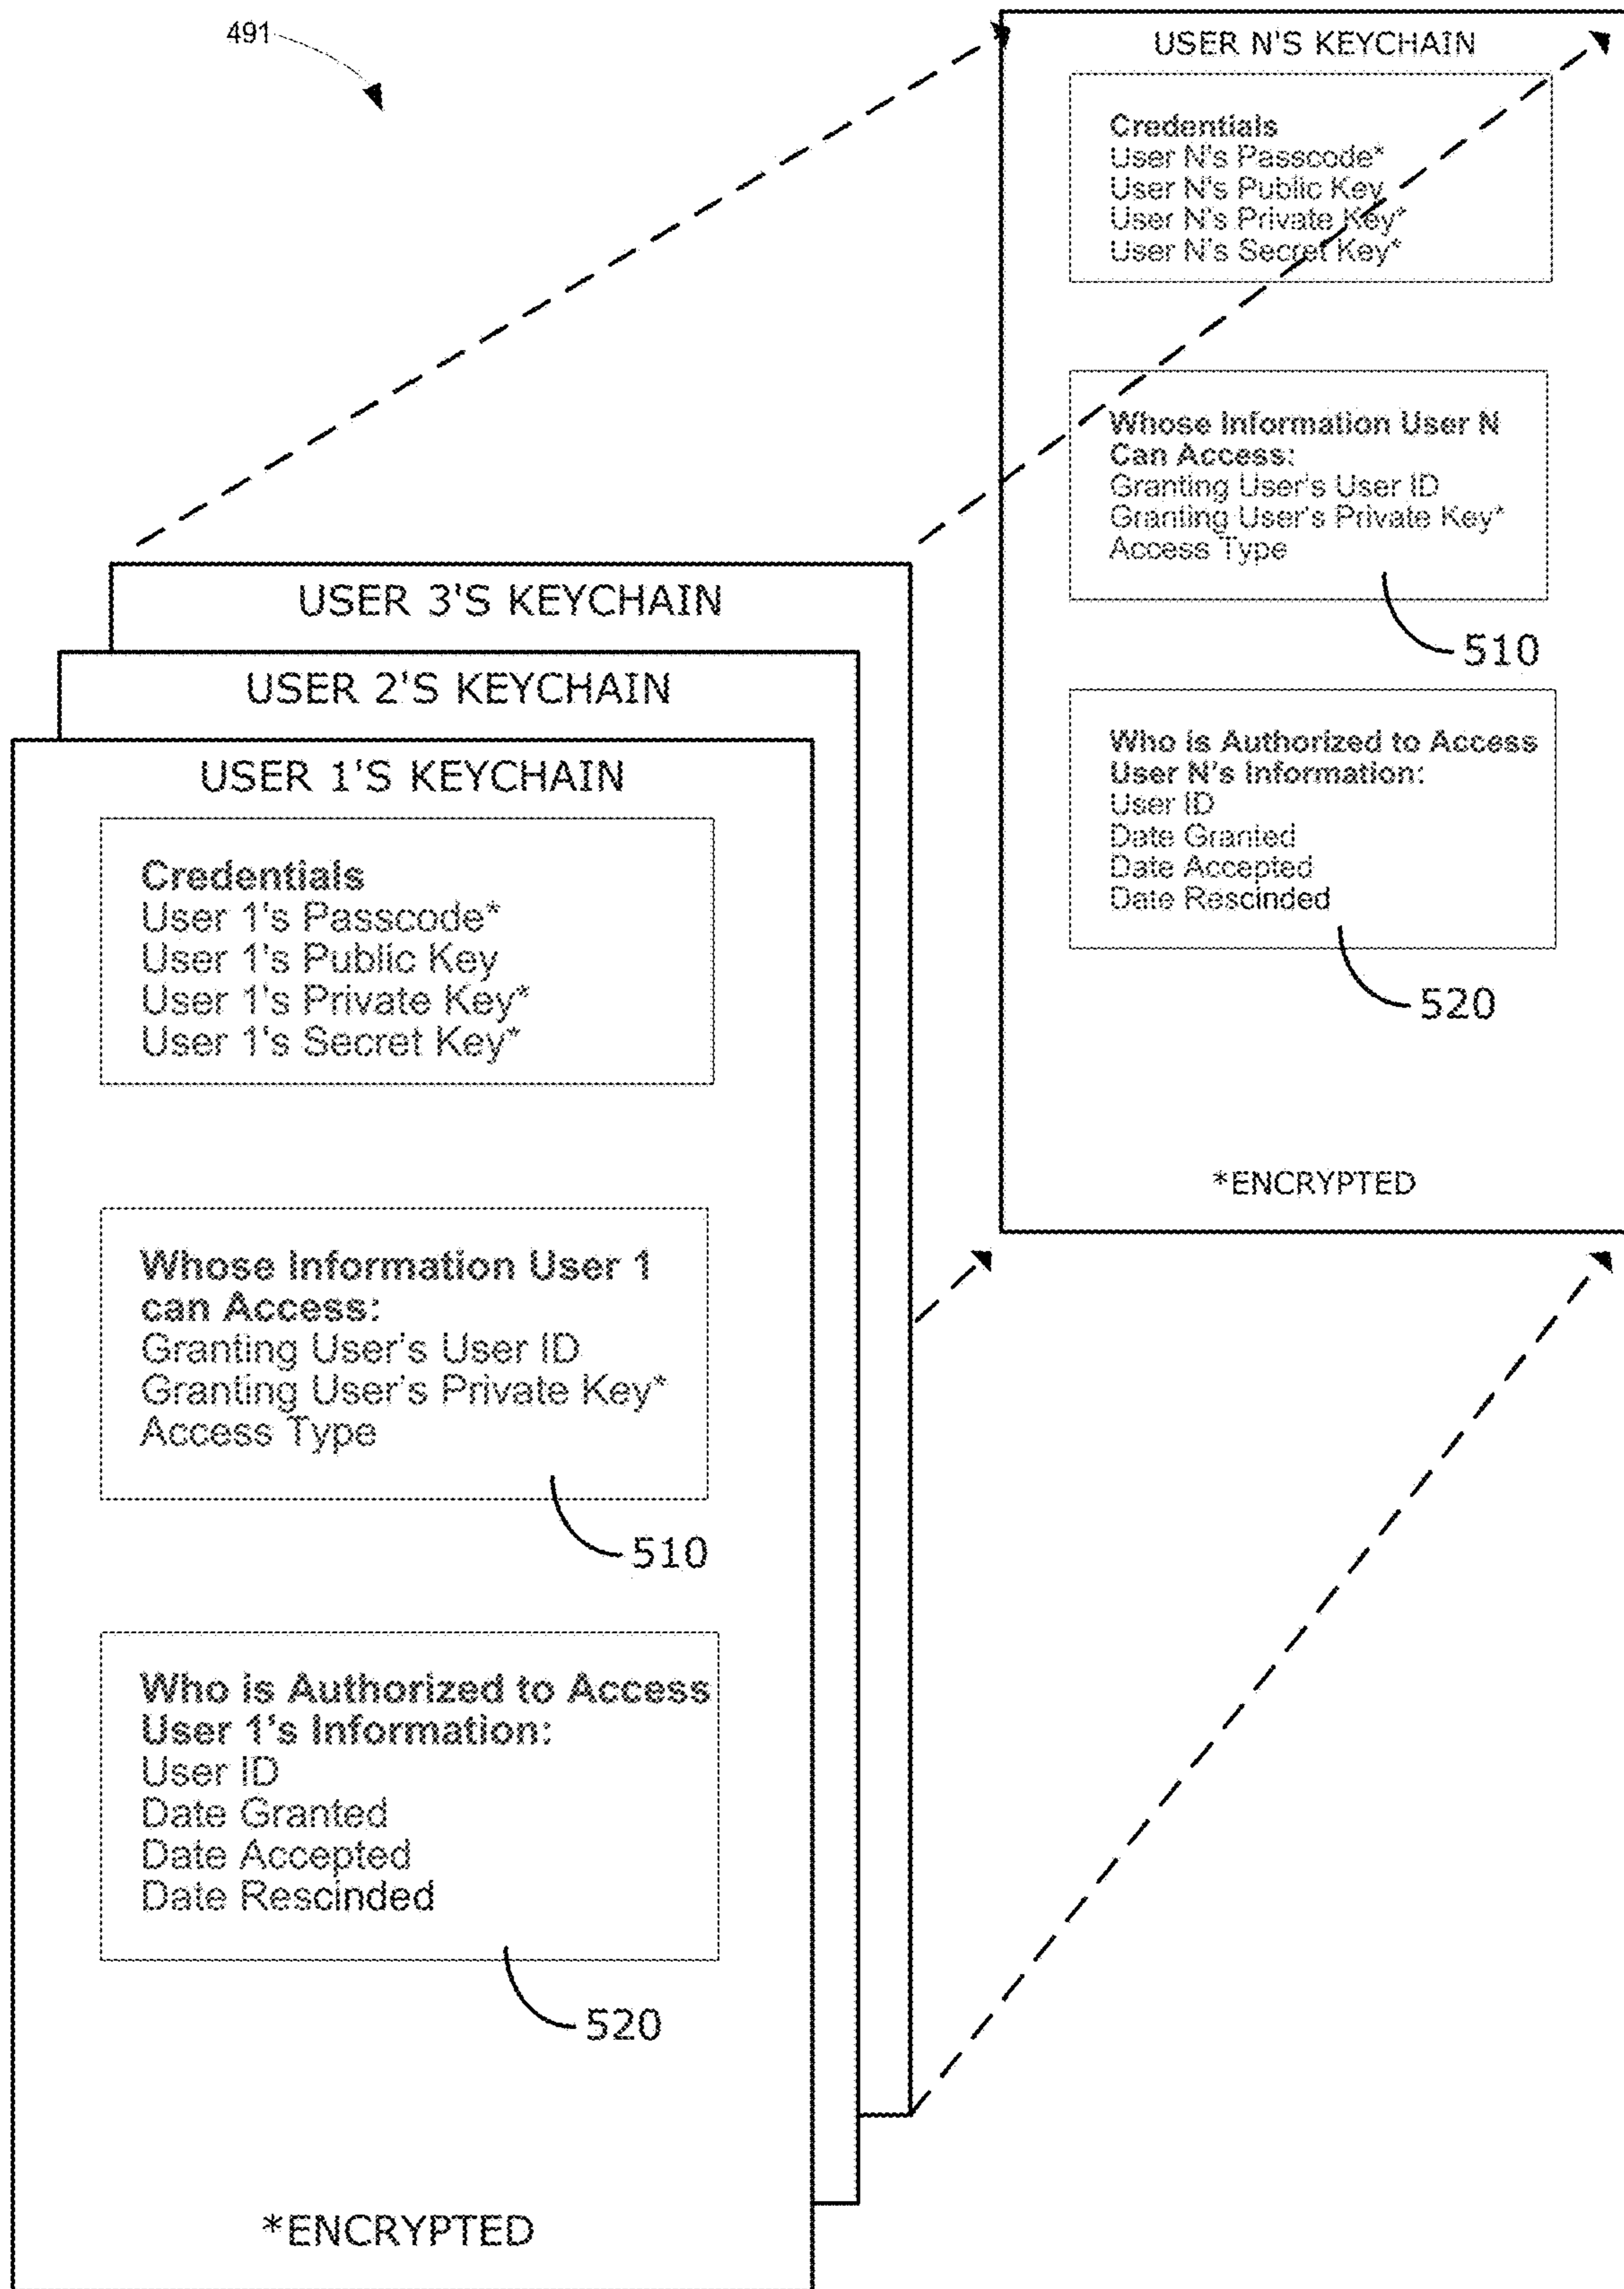 491
USER N'S KEYCHAIN
Credentials
User N's Passcode*
User N's Public Key
User N's Private Key*
User N's Secret Key*
Whose Information User N
Can Access:
Granting User's User ID
Granting User's Private Key*
Access Type
510
Who is Authorized to Access
User N's Information:
User ID
Date Granted
Date Accepted
Date Rescinded
520
*ENCRYPTED
USER 3'S KEYCHAIN
USER 2'S KEYCHAIN
USER 1'S KEYCHAIN
Credentials
User 1's Passcode*
User 1's Public Key
User 1's Private Key*
User 1's Secret Key*
Whose Information User 1
can Access:
Granting User's User ID
Granting User's Private Key*
Access Type
510
Who is Authorized to Access
User 1's Information:
User ID
Date Granted
Date Accepted
Date Rescinded
520
*ENCRYPTED